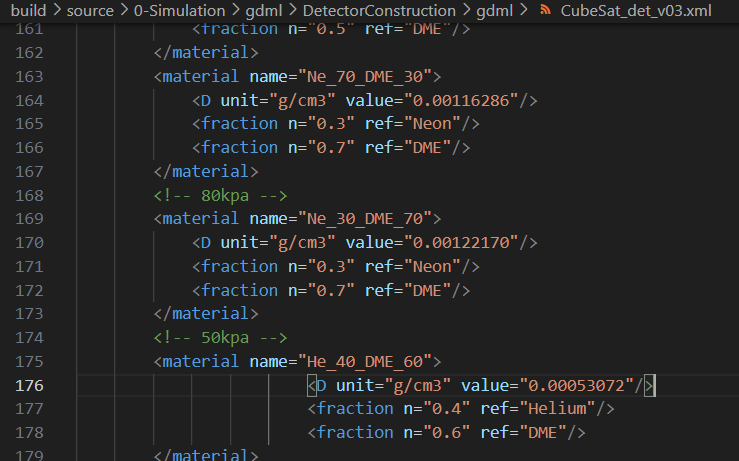 build > source > 0-Simulation > gdml > DetectorConstruction > gdml > CubeSat_det_v03.xml
161 <fraction n="0.5" ref="DME"/>
162 </material>
163 <material name="Ne_70_DME_30">
164 <D unit="g/cm3" value="0.00116286"/>
165 <fraction n="0.3" ref="Neon"/>
166 <fraction n="0.7" ref="DME"/>
167 </material>
168 <!-- 80kpa -->
169 <material name="Ne_30_DME_70">
170 <D unit="g/cm3" value="0.00122170"/>
171 <fraction n="0.3" ref="Neon"/>
172 <fraction n="0.7" ref="DME"/>
173 </material>
174 <!-- 50kpa -->
175 <material name="He_40_DME_60">
176 <D unit="g/cm3" value="0.00053072"/>
177 <fraction n="0.4" ref="Helium"/>
178 <fraction n="0.6" ref="DME"/>
179 </material>